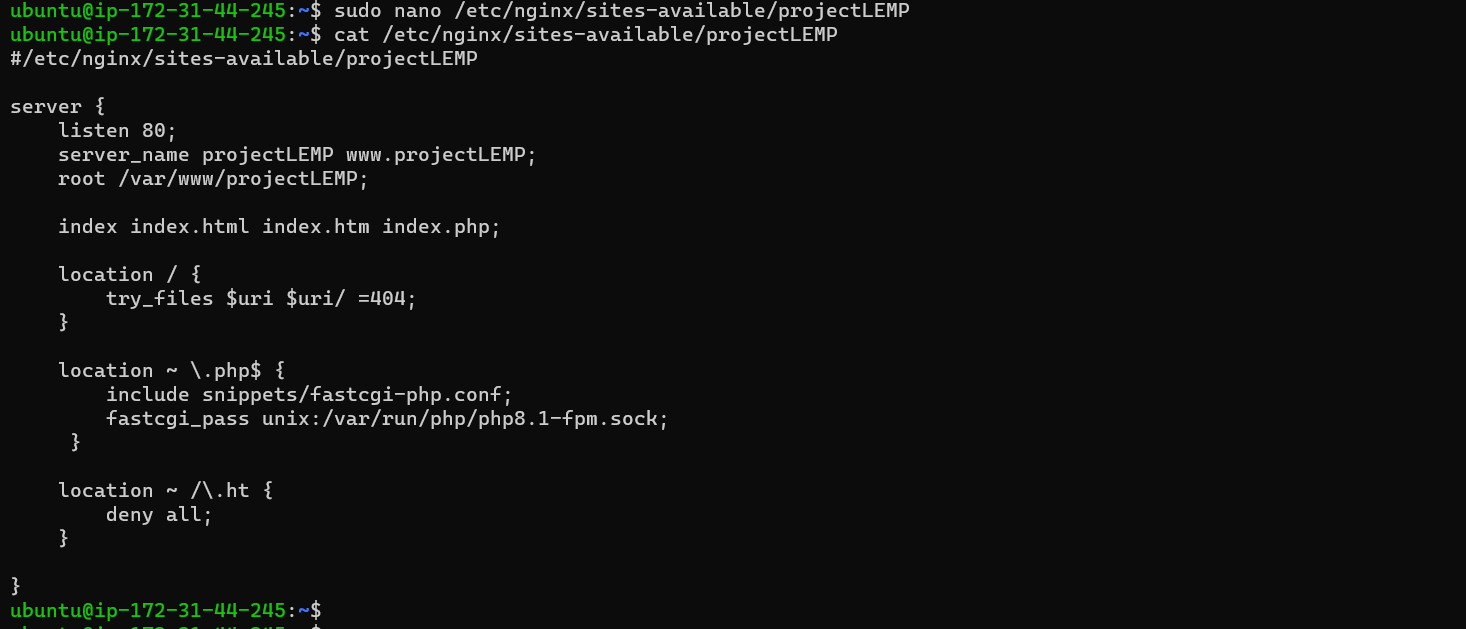 ubuntu@ip-172-31-44-245:~$ sudo nano /etc/nginx/sites-available/projectLEMP
ubuntu@ip-172-31-44-245:~$ cat /etc/nginx/sites-available/projectLEMP
#/etc/nginx/sites-available/projectLEMP

server {
    listen 80;
    server_name projectLEMP www.projectLEMP;
    root /var/www/projectLEMP;

    index index.html index.htm index.php;

    location / {
        try_files $uri $uri/ =404;
    }

    location ~ \.php$ {
        include snippets/fastcgi-php.conf;
        fastcgi_pass unix:/var/run/php/php8.1-fpm.sock;
     }

    location ~ /\.ht {
        deny all;
    }

}
ubuntu@ip-172-31-44-245:~$